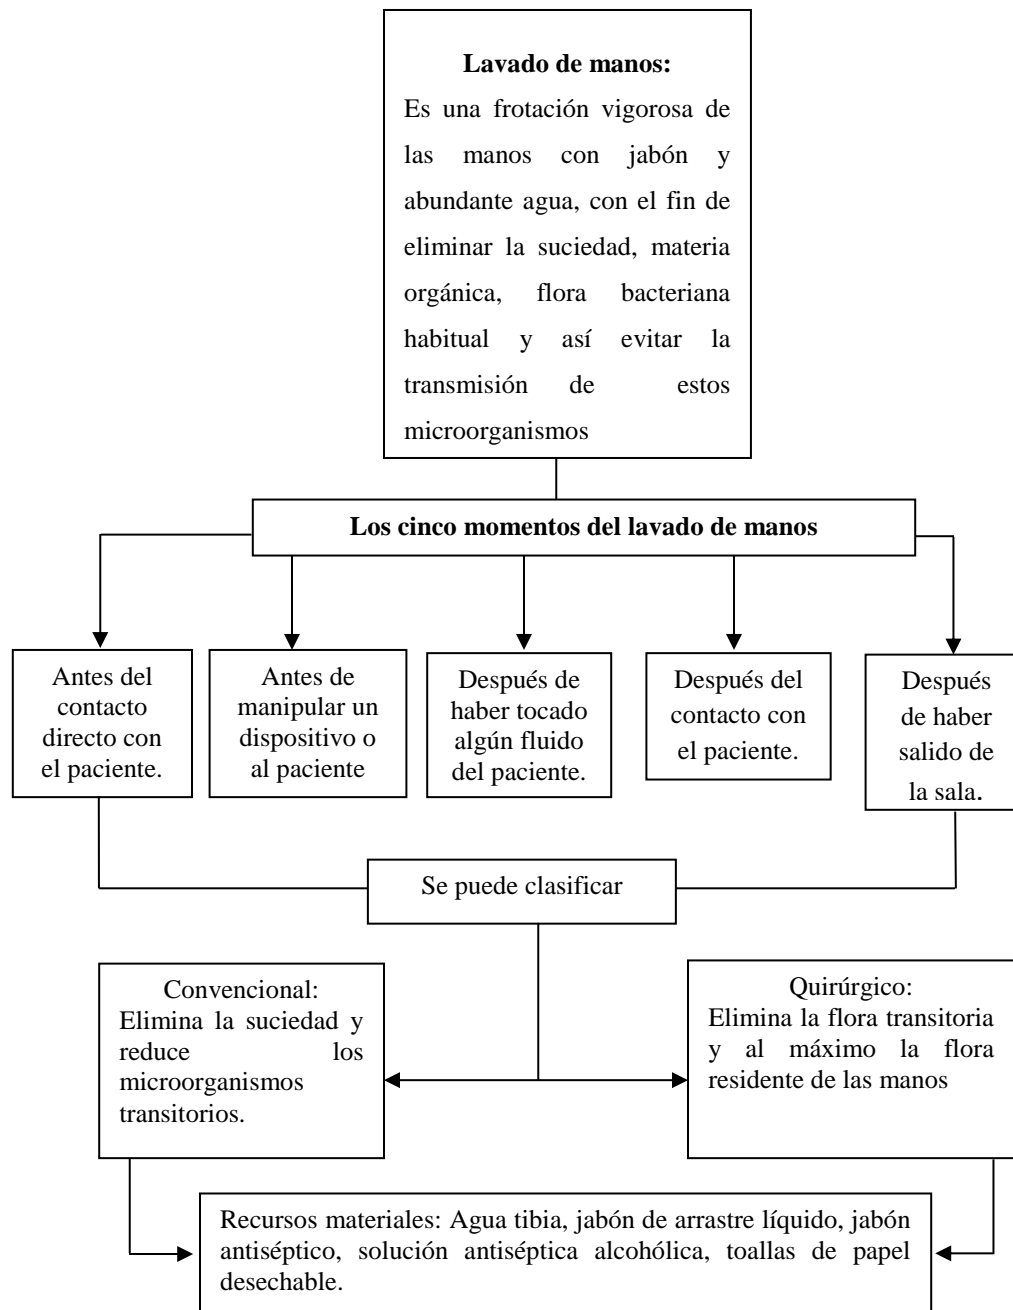 Lavado de manos:
Es una frotación vigorosa de
las manos con jabón y
abundante agua, con el fin de
eliminar la suciedad, materia
orgánica, flora bacteriana
habitual y así evitar la
transmisión de estos
microorganismos
Los cinco momentos del lavado de manos
Antes del
contacto
directo con
el paciente.
Antes de
manipular un
dispositivo o
al paciente
Después de
haber tocado
algún fluido
del paciente.
Después del
contacto con
el paciente.
Después
de haber
salido de
la sala.
Se puede clasificar
Convencional:
Elimina la suciedad y
reduce los
microorganismos
transitorios.
Quirúrgico:
Elimina la flora transitoria
y al máximo la flora
residente de las manos
Recursos materiales: Agua tibia, jabón de arrastre líquido, jabón
antiséptico, solución antiséptica alcohólica, toallas de papel
desechable.